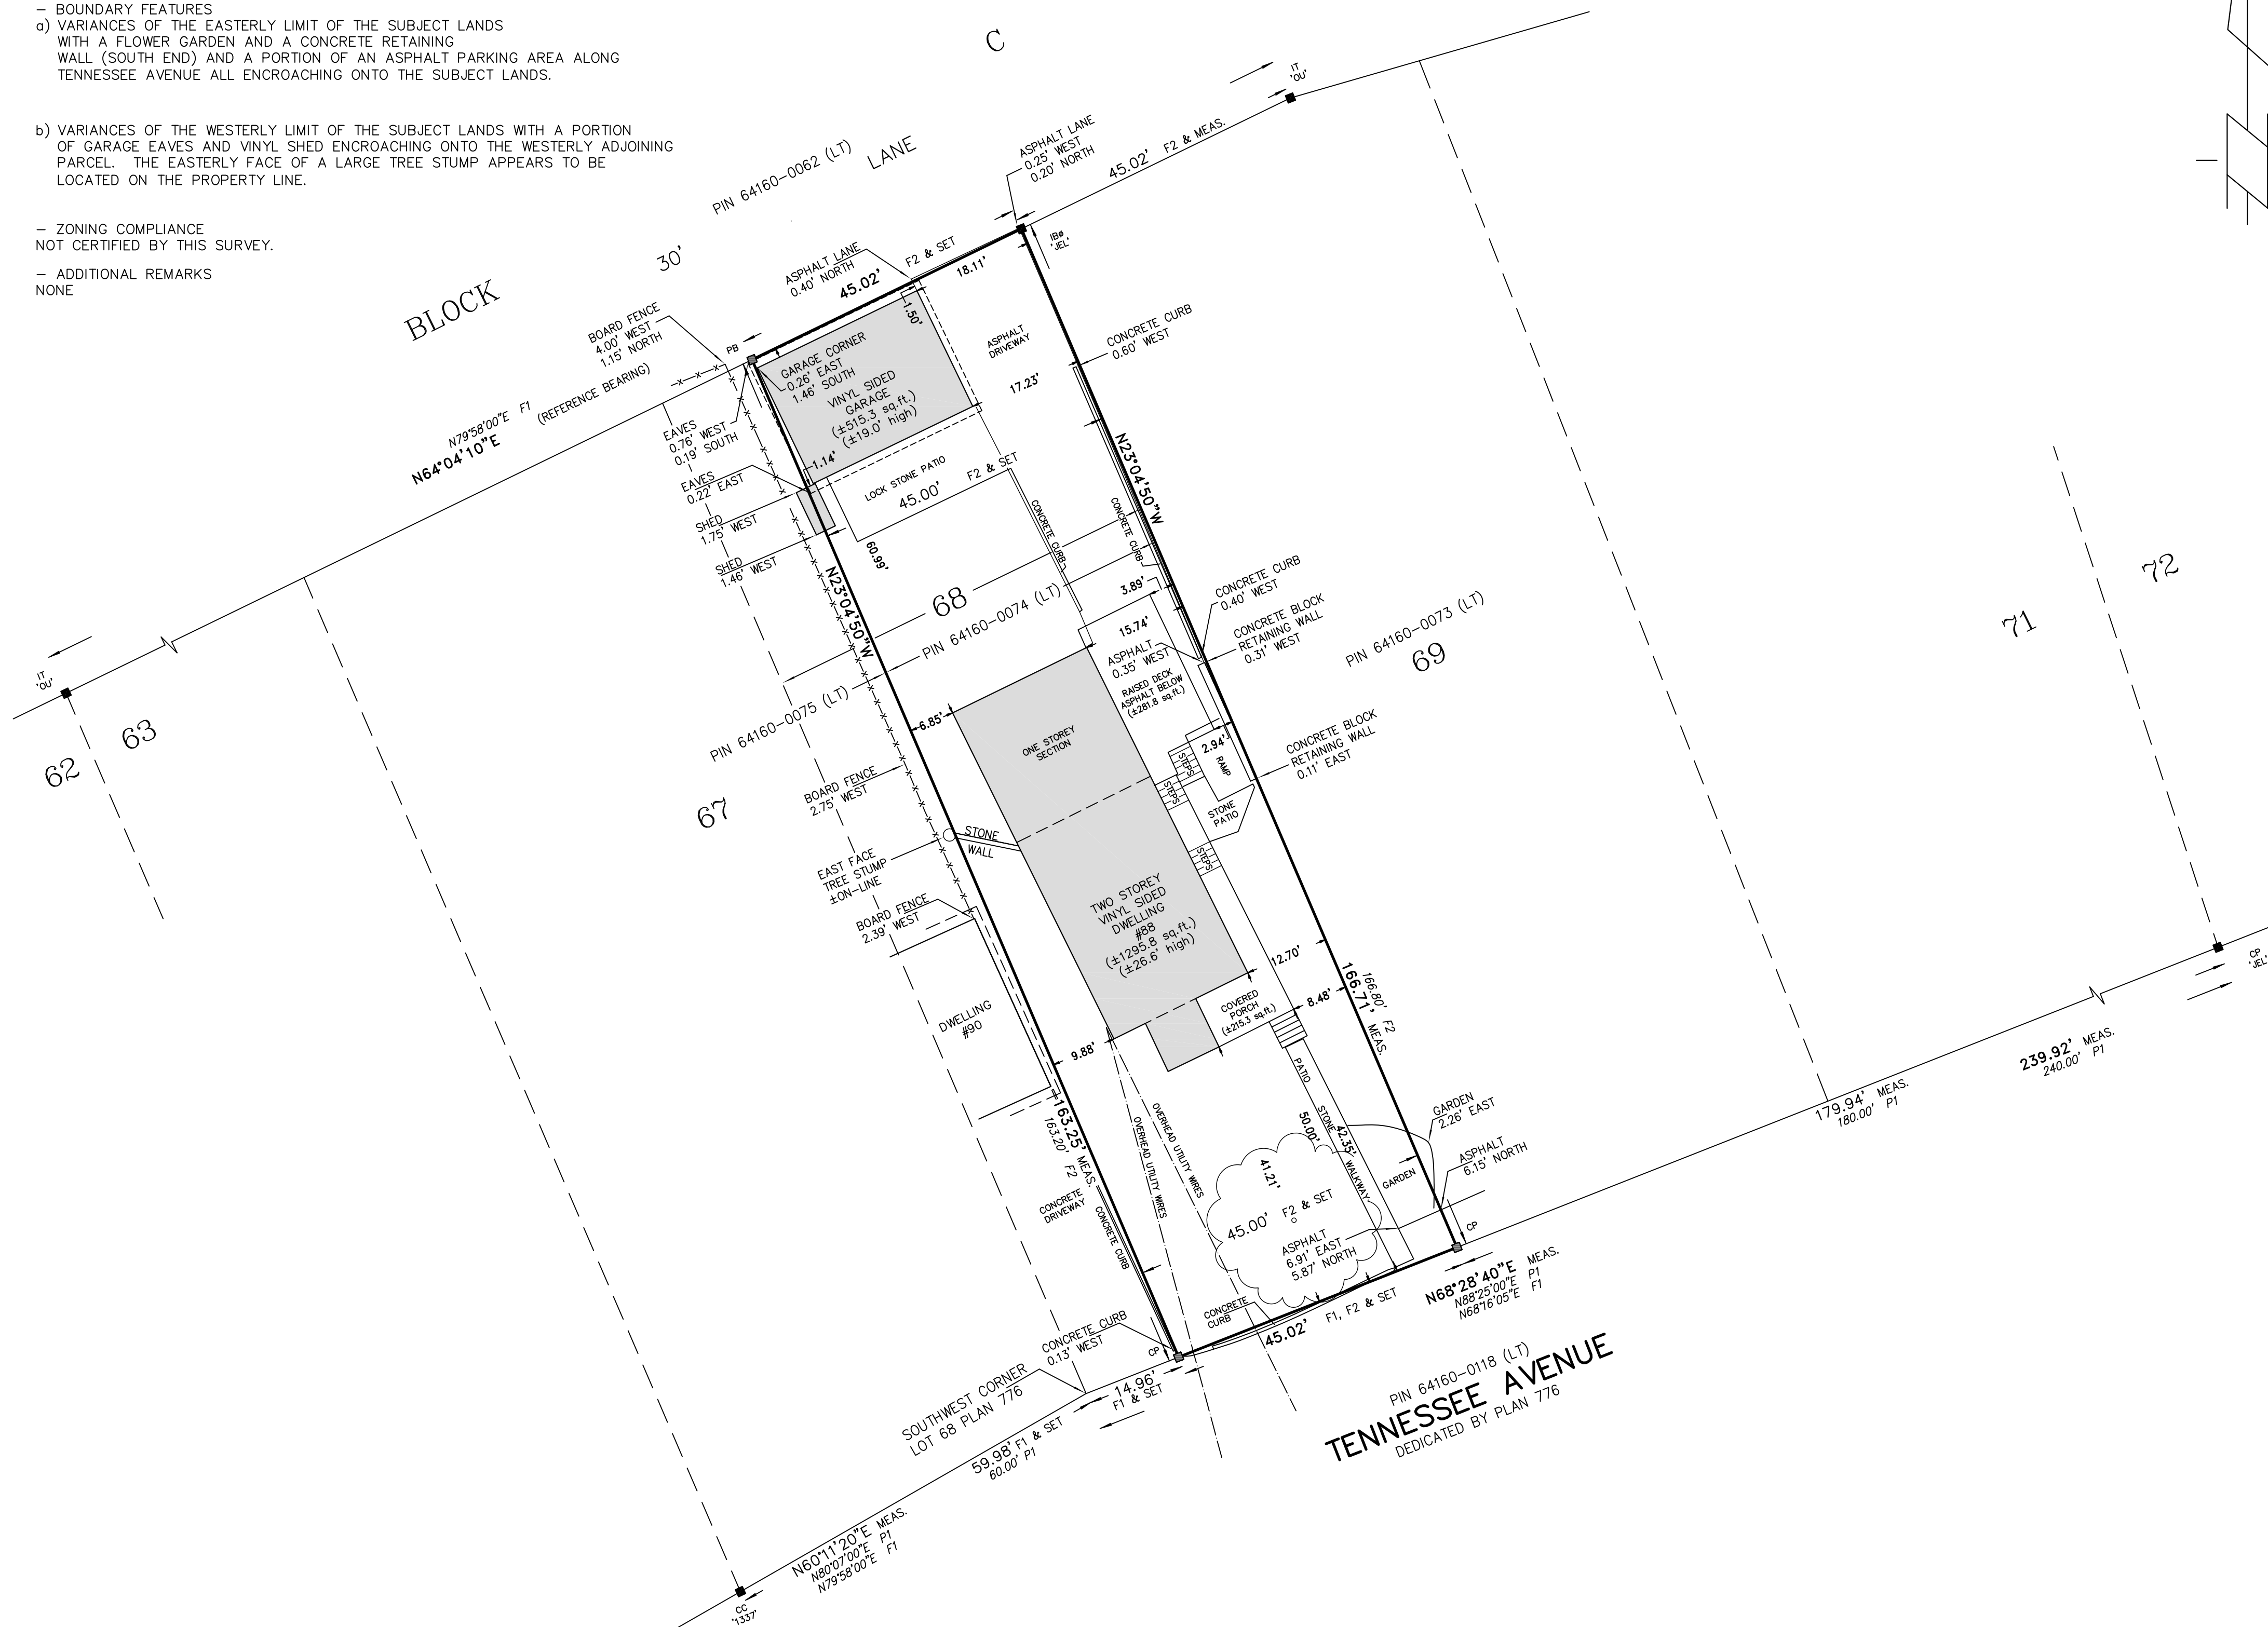 – BOUNDARY FEATURES
a) VARIANCES OF THE EASTERLY LIMIT OF THE SUBJECT LANDS
WITH A FLOWER GARDEN AND A CONCRETE RETAINING
WALL (SOUTH END) AND A PORTION OF AN ASPHALT PARKING AREA ALONG
TENNESSEE AVENUE ALL ENCROACHING ONTO THE SUBJECT LANDS.
b) VARIANCES OF THE WESTERLY LIMIT OF THE SUBJECT LANDS WITH A PORTION
OF GARAGE EAVES AND VINYL SHED ENCROACHING ONTO THE WESTERLY ADJOINING
PARCEL. THE EASTERLY FACE OF A LARGE TREE STUMP APPEARS TO BE
LOCATED ON THE PROPERTY LINE.
– ZONING COMPLIANCE
NOT CERTIFIED BY THIS SURVEY.
– ADDITIONAL REMARKS
NONE
C
IT
'OU'
45.02' F2 & MEAS.
ASPHALT LANE
0.25' WEST
0.20' NORTH
PIN 64160-0062 (LT)
LANE
30'
BLOCK
IBø
'JEL'
F2 & SET
18.11'
ASPHALT LANE
0.40' NORTH
45.02'
1.50'
BOARD FENCE
4.00' WEST
1.15' NORTH
PB
GARAGE CORNER
0.26' EAST
1.46' SOUTH
VINYL SIDED
GARAGE
(±515.3 sq.ft.)
(±19.0' high)
ASPHALT
DRIVEWAY
CONCRETE CURB
0.60' WEST
17.23'
N79°58'00"E F1
N64°04'10"E
(REFERENCE BEARING)
EAVES
0.76' WEST
0.19' SOUTH
1.14'
EAVES
0.22' EAST
LOCK STONE PATIO
45.00' F2 & SET
N23°04'50"W
SHED
1.75' WEST
SHED
1.46' WEST
60.99'
CONCRETE CURB
CONCRETE CURB
N23°04'50"W
68
PIN 64160-0074 (LT)
3.89'
CONCRETE CURB
0.40' WEST
CONCRETE BLOCK
RETAINING WALL
0.31' WEST
15.74'
ASPHALT
0.35' WEST
RAISED DECK
ASPHALT BELOW
(±281.8 sq.ft.)
PIN 64160-0073 (LT)
69
71
72
IT
'OU'
62
63
67
PIN 64160-0075 (LT)
6.85'
ONE STOREY
SECTION
2.94'
RAMP
STEPS
STEPS
CONCRETE BLOCK
RETAINING WALL
0.11' EAST
BOARD FENCE
2.75' WEST
STONE
PATIO
STONE
WALL
STEPS
EAST FACE
TREE STUMP
±ON-LINE
BOARD FENCE
2.39' WEST
TWO STOREY
VINYL SIDED
DWELLING
#88
(±1295.8 sq.ft.)
(±26.6' high)
12.70'
COVERED
PORCH
(±215.3 sq.ft.)
8.48'
166.80' F2
166.71' MEAS.
DWELLING
#90
9.88'
PATIO
CP
'JEL'
239.92' MEAS.
240.00' P1
179.94' MEAS.
180.00' P1
163.25' MEAS.
163.20' F2
OVERHEAD UTILITY WIRES
OVERHEAD UTILITY WIRES
50.00'
STONE WALKWAY
42.35'
41.21'
GARDEN
2.26' EAST
ASPHALT
6.15' NORTH
GARDEN
CONCRETE
DRIVEWAY
CONCRETE CURB
45.00' F2 & SET
ASPHALT
6.91' EAST
5.87' NORTH
CP
N68°28'40"E MEAS.
N88°25'00"E P1
N68°16'05"E F1
CONCRETE
CURB
45.02' F1, F2 & SET
CONCRETE CURB
0.13' WEST
CP
SOUTHWEST CORNER
LOT 68 PLAN 776
14.96'
F1 & SET
PIN 64160-0118 (LT)
TENNESSEE AVENUE
DEDICATED BY PLAN 776
59.98' F1 & SET
60.00' P1
N60°11'20"E MEAS.
N80°07'00"E P1
N79°58'00"E F1
CC
'1337'